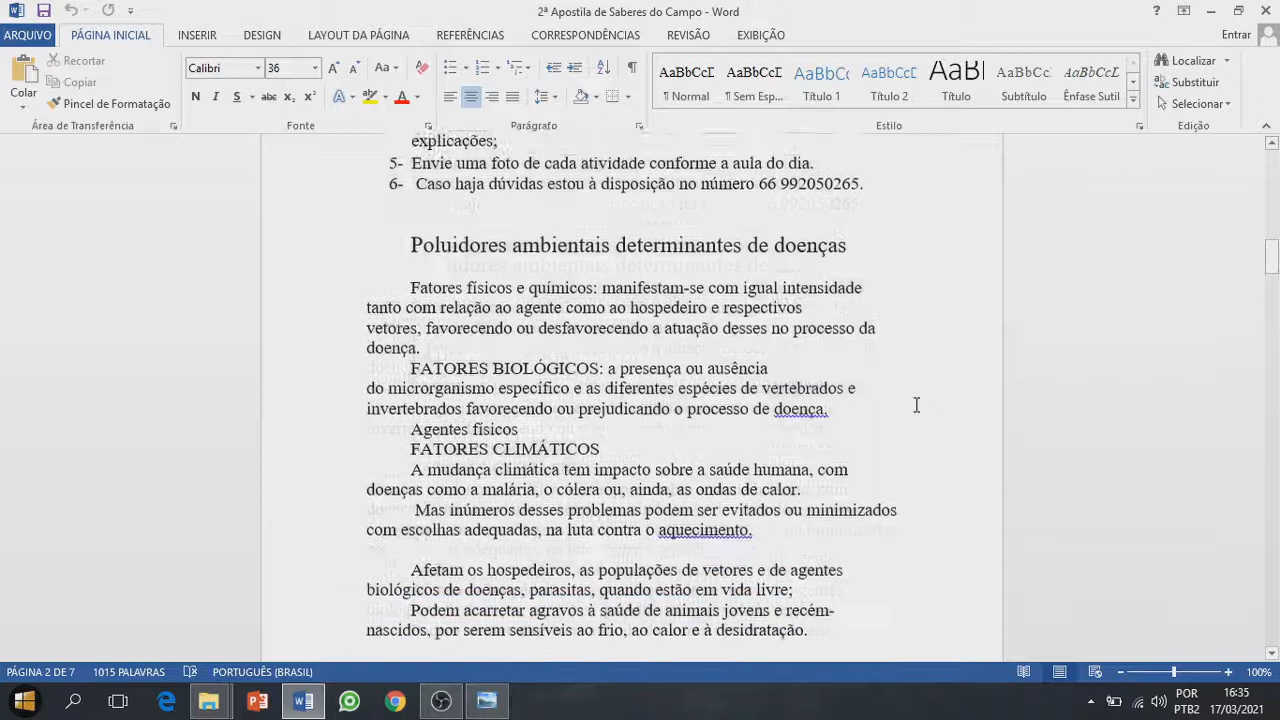 2ª Apostila de Saberes do Campo - Word
?
ARQUIVO PÁGINA INICIAL INSERIR DESIGN LAYOUT DA PÁGINA REFERÊNCIAS CORRESPONDÊNCIAS REVISÃO EXIBIÇÃO Entrar
Colar
Recortar
Copiar
Pincel de Formatação
Área de Transferência
Calibri 36
N I S abc x₂ x²
Fonte
Parágrafo
AaBbCcI AaBbCcI AaBbC AaBbCcI AaBl AaBbCcI AaBbCcI
¶ Normal ¶ Sem Esp... Título 1 Título 2 Título Subtítulo Ênfase Sutil
Estilo
Localizar
Substituir
Selecionar
Edição
explicações;
5- Envie uma foto de cada atividade conforme a aula do dia.
6- Caso haja dúvidas estou à disposição no número 66 992050265.
Poluidores ambientais determinantes de doenças
Fatores físicos e químicos: manifestam-se com igual intensidade
tanto com relação ao agente como ao hospedeiro e respectivos
vetores, favorecendo ou desfavorecendo a atuação desses no processo da
doença.
FATORES BIOLÓGICOS: a presença ou ausência
do microrganismo específico e as diferentes espécies de vertebrados e
invertebrados favorecendo ou prejudicando o processo de doença.
Agentes físicos
FATORES CLIMÁTICOS
A mudança climática tem impacto sobre a saúde humana, com
doenças como a malária, o cólera ou, ainda, as ondas de calor.
Mas inúmeros desses problemas podem ser evitados ou minimizados
com escolhas adequadas, na luta contra o aquecimento.
Afetam os hospedeiros, as populações de vetores e de agentes
biológicos de doenças, parasitas, quando estão em vida livre;
Podem acarretar agravos à saúde de animais jovens e recém-
nascidos, por serem sensíveis ao frio, ao calor e à desidratação.
PÁGINA 2 DE 7 1015 PALAVRAS PORTUGUÊS (BRASIL) 100%
POR 16:35
PTB2 17/03/2021